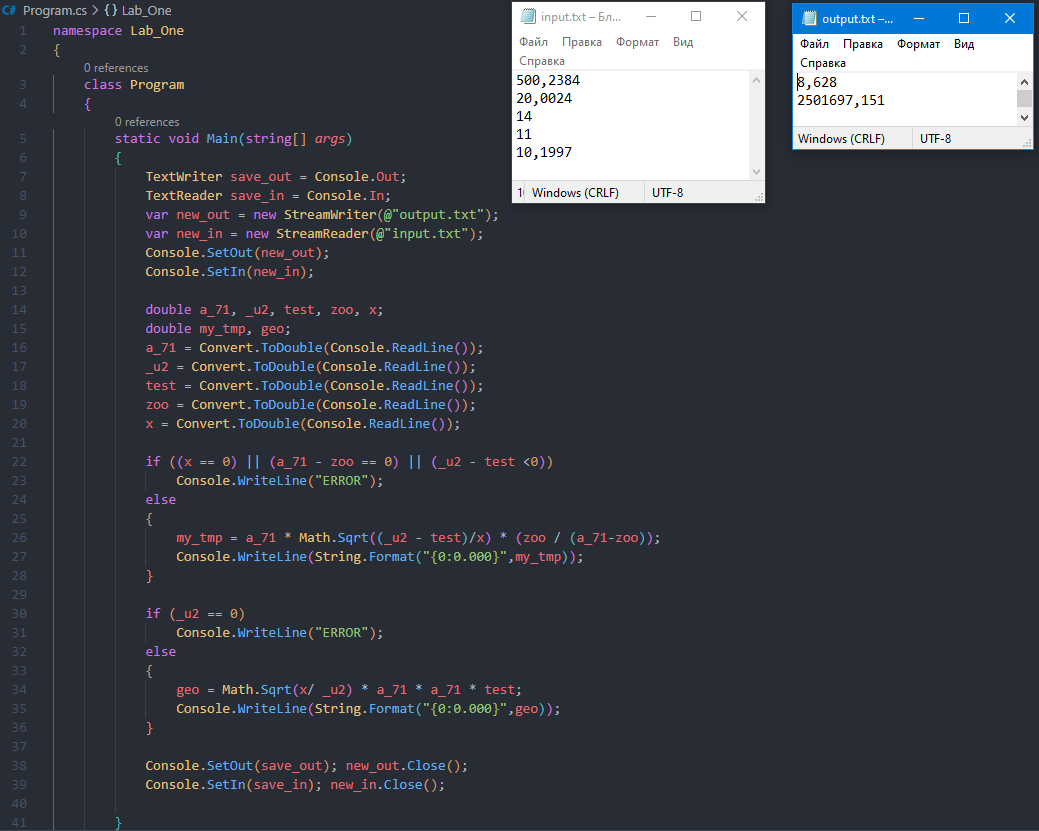 Program.cs > {} Lab_One
1 namespace Lab_One
2 {
0 references
3 class Program
4 {
0 references
5 static void Main(string[] args)
6 {
7 TextWriter save_out = Console.Out;
8 TextReader save_in = Console.In;
9 var new_out = new StreamWriter(@"output.txt");
10 var new_in = new StreamReader(@"input.txt");
11 Console.SetOut(new_out);
12 Console.SetIn(new_in);
13
14 double a_71, _u2, test, zoo, x;
15 double my_tmp, geo;
16 a_71 = Convert.ToDouble(Console.ReadLine());
17 _u2 = Convert.ToDouble(Console.ReadLine());
18 test = Convert.ToDouble(Console.ReadLine());
19 zoo = Convert.ToDouble(Console.ReadLine());
20 x = Convert.ToDouble(Console.ReadLine());
21
22 if ((x == 0) || (a_71 - zoo == 0) || (_u2 - test <0))
23 Console.WriteLine("ERROR");
24 else
25 {
26 my_tmp = a_71 * Math.Sqrt((_u2 - test)/x) * (zoo / (a_71-zoo));
27 Console.WriteLine(String.Format("{0:0.000}",my_tmp));
28 }
29
30 if (_u2 == 0)
31 Console.WriteLine("ERROR");
32 else
33 {
34 geo = Math.Sqrt(x/ _u2) * a_71 * a_71 * test;
35 Console.WriteLine(String.Format("{0:0.000}",geo));
36 }
37
38 Console.SetOut(save_out); new_out.Close();
39 Console.SetIn(save_in); new_in.Close();
40
41 }
input.txt – Бл...
Файл Правка Формат Вид
Справка
500,2384
20,0024
14
11
10,1997
Windows (CRLF) UTF-8
output.txt –...
Файл Правка Формат Вид
Справка
8,628
2501697,151
Windows (CRLF) UTF-8